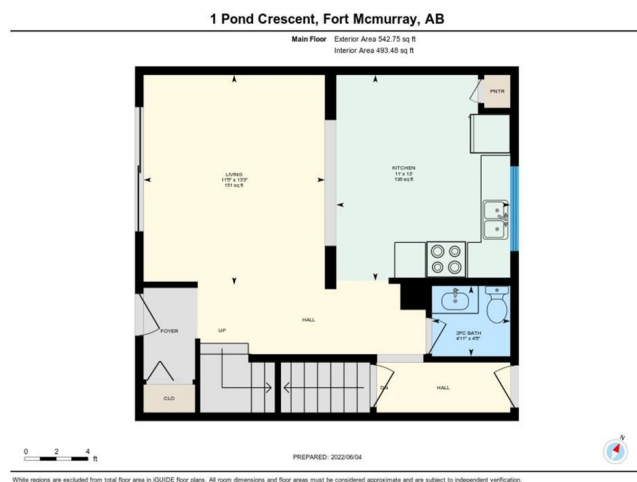 1 Pond Crescent, Fort Mcmurray, AB
Main Floor Exterior Area 542.75 sq ft
Interior Area 493.48 sq ft
PNTR
LIVING
11'5" x 13'3"
151 sq ft
KITCHEN
11' x 13'
136 sq ft
FOYER
UP
HALL
2PC BATH
4'11" x 4'5"
CLO
DN
HALL
0 2 4
ft
PREPARED: 2022/06/04
N
White regions are excluded from total floor area in iGUIDE floor plans. All room dimensions and floor areas must be considered approximate and are subject to independent verification.